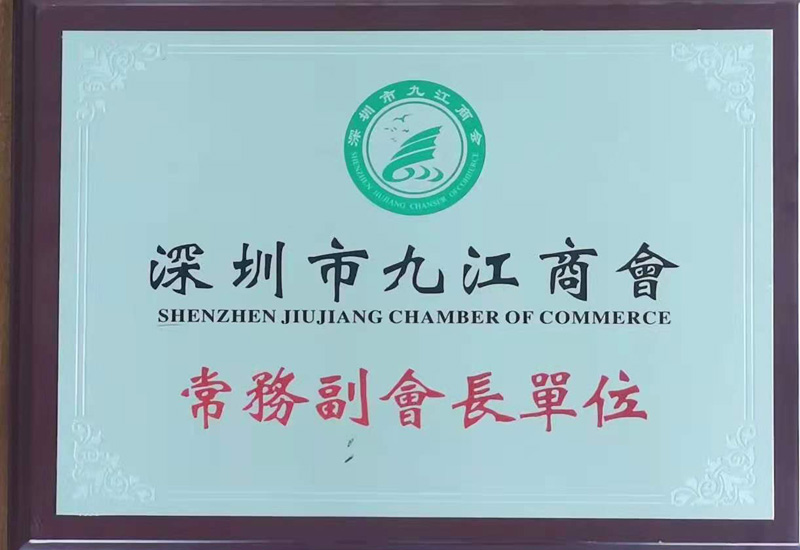 深圳市九江商会
SHENZHEN JIUJIANG CHANBER OF COMMERCE
深圳市九江商會
SHENZHEN JIUJIANG CHAMBER OF COMMERCE
常務副會長單位